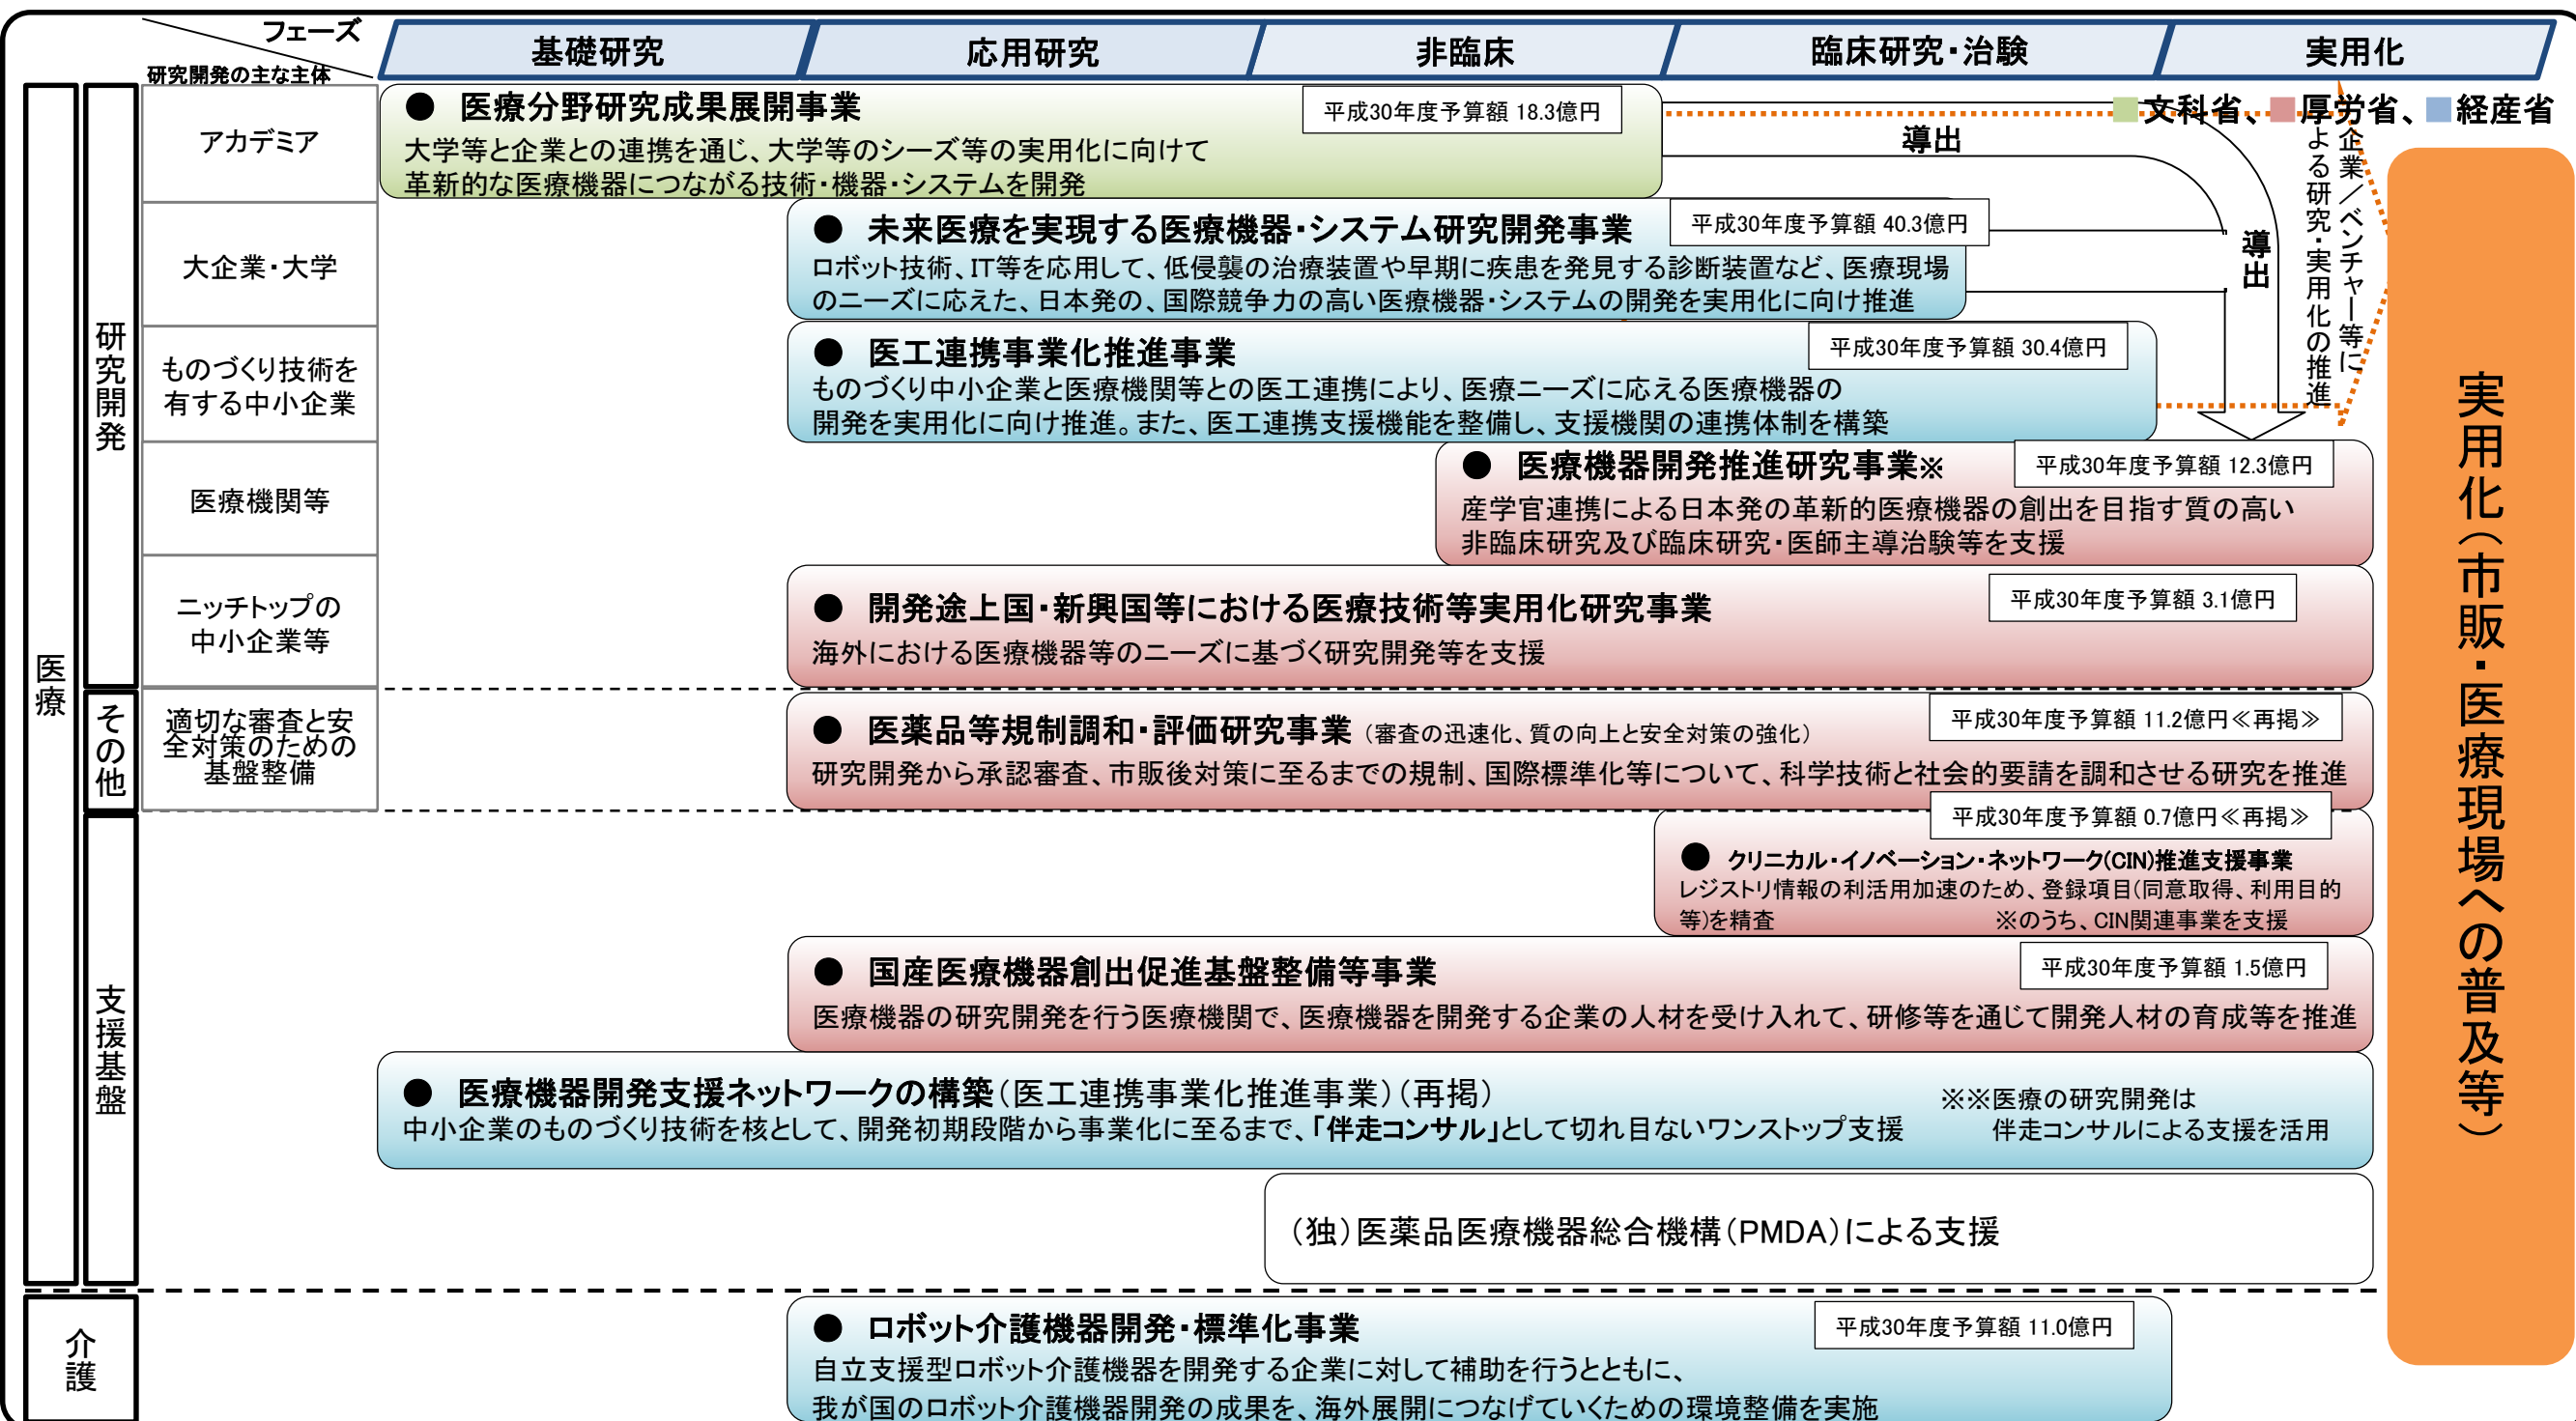 フェーズ
研究開発の主な主体
基礎研究
応用研究
非臨床
臨床研究・治験
実用化
文科省、厚労省、経産省
医療
研究開発
アカデミア
● 医療分野研究成果展開事業
平成30年度予算額 18.3億円
大学等と企業との連携を通じ、大学等のシーズ等の実用化に向けて
革新的な医療機器につながる技術・機器・システムを開発
導出
導出
企業／ベンチャー等に
よる研究・実用化の推進
大企業・大学
● 未来医療を実現する医療機器・システム研究開発事業
平成30年度予算額 40.3億円
ロボット技術、IT等を応用して、低侵襲の治療装置や早期に疾患を発見する診断装置など、医療現場
のニーズに応えた、日本発の、国際競争力の高い医療機器・システムの開発を実用化に向け推進
ものづくり技術を
有する中小企業
● 医工連携事業化推進事業
平成30年度予算額 30.4億円
ものづくり中小企業と医療機関等との医工連携により、医療ニーズに応える医療機器の
開発を実用化に向け推進。また、医工連携支援機能を整備し、支援機関の連携体制を構築
医療機関等
● 医療機器開発推進研究事業※
平成30年度予算額 12.3億円
産学官連携による日本発の革新的医療機器の創出を目指す質の高い
非臨床研究及び臨床研究・医師主導治験等を支援
ニッチトップの
中小企業等
● 開発途上国・新興国等における医療技術等実用化研究事業
平成30年度予算額 3.1億円
海外における医療機器等のニーズに基づく研究開発等を支援
その他
適切な審査と安
全対策のための
基盤整備
● 医薬品等規制調和・評価研究事業（審査の迅速化、質の向上と安全対策の強化）
平成30年度予算額 11.2億円≪再掲≫
研究開発から承認審査、市販後対策に至るまでの規制、国際標準化等について、科学技術と社会的要請を調和させる研究を推進
支援基盤
平成30年度予算額 0.7億円≪再掲≫
● クリニカル・イノベーション・ネットワーク(CIN)推進支援事業
レジストリ情報の利活用加速のため、登録項目(同意取得、利用目的
等)を精査 ※のうち、CIN関連事業を支援
● 国産医療機器創出促進基盤整備等事業
平成30年度予算額 1.5億円
医療機器の研究開発を行う医療機関で、医療機器を開発する企業の人材を受け入れて、研修等を通じて開発人材の育成等を推進
● 医療機器開発支援ネットワークの構築（医工連携事業化推進事業）（再掲）
中小企業のものづくり技術を核として、開発初期段階から事業化に至るまで、「伴走コンサル」として切れ目ないワンストップ支援
※※医療の研究開発は
伴走コンサルによる支援を活用
（独）医薬品医療機器総合機構（PMDA）による支援
介護
● ロボット介護機器開発・標準化事業
平成30年度予算額 11.0億円
自立支援型ロボット介護機器を開発する企業に対して補助を行うとともに、
我が国のロボット介護機器開発の成果を、海外展開につなげていくための環境整備を実施
実用化（市販・医療現場への普及等）